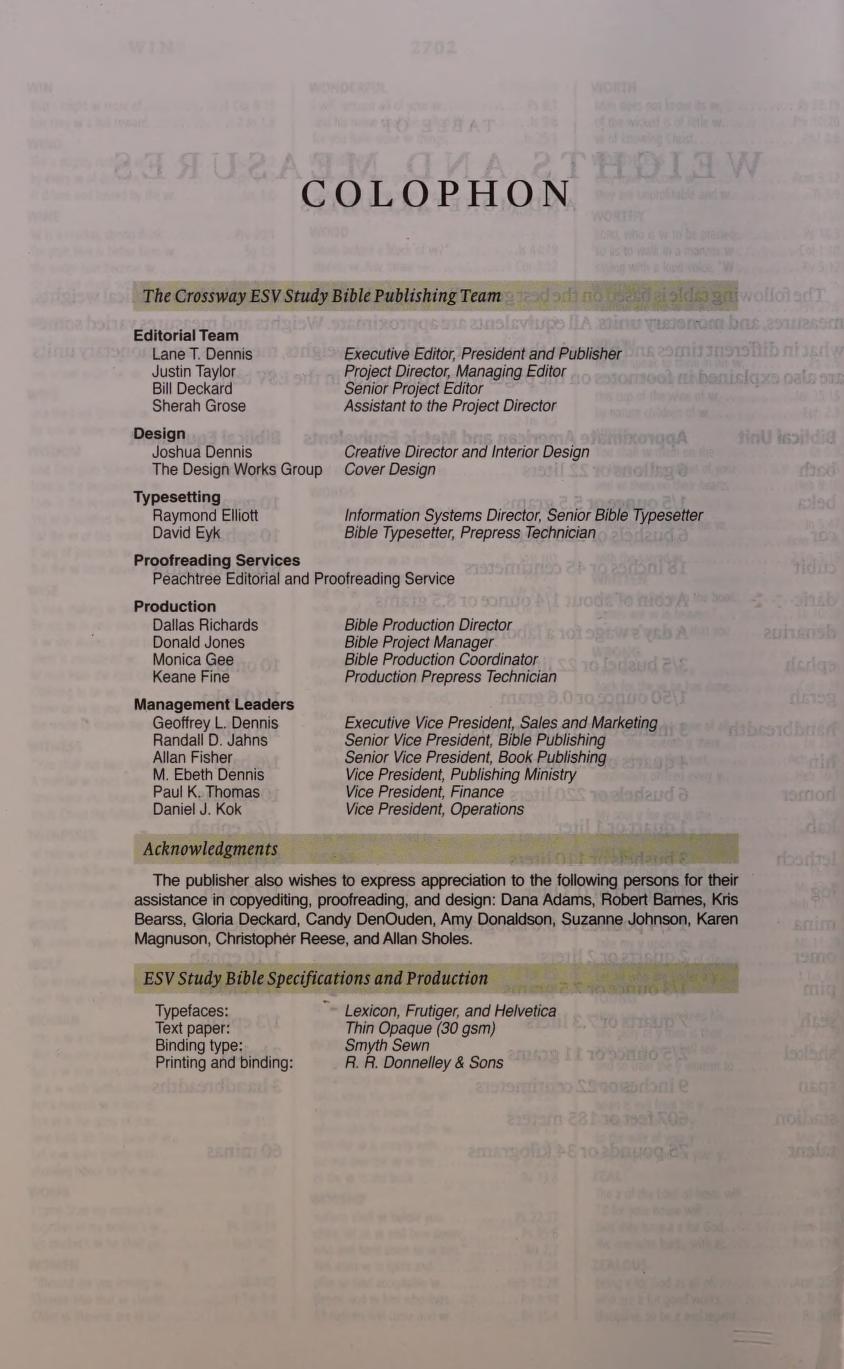 COLOPHON
The Crossway ESV Study Bible Publishing Team
Editorial Team
Lane T. Dennis Executive Editor, President and Publisher
Justin Taylor Project Director, Managing Editor
Bill Deckard Senior Project Editor
Sherah Grose Assistant to the Project Director
Design
Joshua Dennis Creative Director and Interior Design
The Design Works Group Cover Design
Typesetting
Raymond Elliott Information Systems Director, Senior Bible Typesetter
David Eyk Bible Typesetter, Prepress Technician
Proofreading Services
Peachtree Editorial and Proofreading Service
Production
Dallas Richards Bible Production Director
Donald Jones Bible Project Manager
Monica Gee Bible Production Coordinator
Keane Fine Production Prepress Technician
Management Leaders
Geoffrey L. Dennis Executive Vice President, Sales and Marketing
Randall D. Jahns Senior Vice President, Bible Publishing
Allan Fisher Senior Vice President, Book Publishing
M. Ebeth Dennis Vice President, Publishing Ministry
Paul K. Thomas Vice President, Finance
Daniel J. Kok Vice President, Operations
Acknowledgments
The publisher also wishes to express appreciation to the following persons for their
assistance in copyediting, proofreading, and design: Dana Adams, Robert Barnes, Kris
Bearss, Gloria Deckard, Candy DenOuden, Amy Donaldson, Suzanne Johnson, Karen
Magnuson, Christopher Reese, and Allan Sholes.
ESV Study Bible Specifications and Production
Typefaces: Lexicon, Frutiger, and Helvetica
Text paper: Thin Opaque (30 gsm)
Binding type: Smyth Sewn
Printing and binding: R. R. Donnelley & Sons